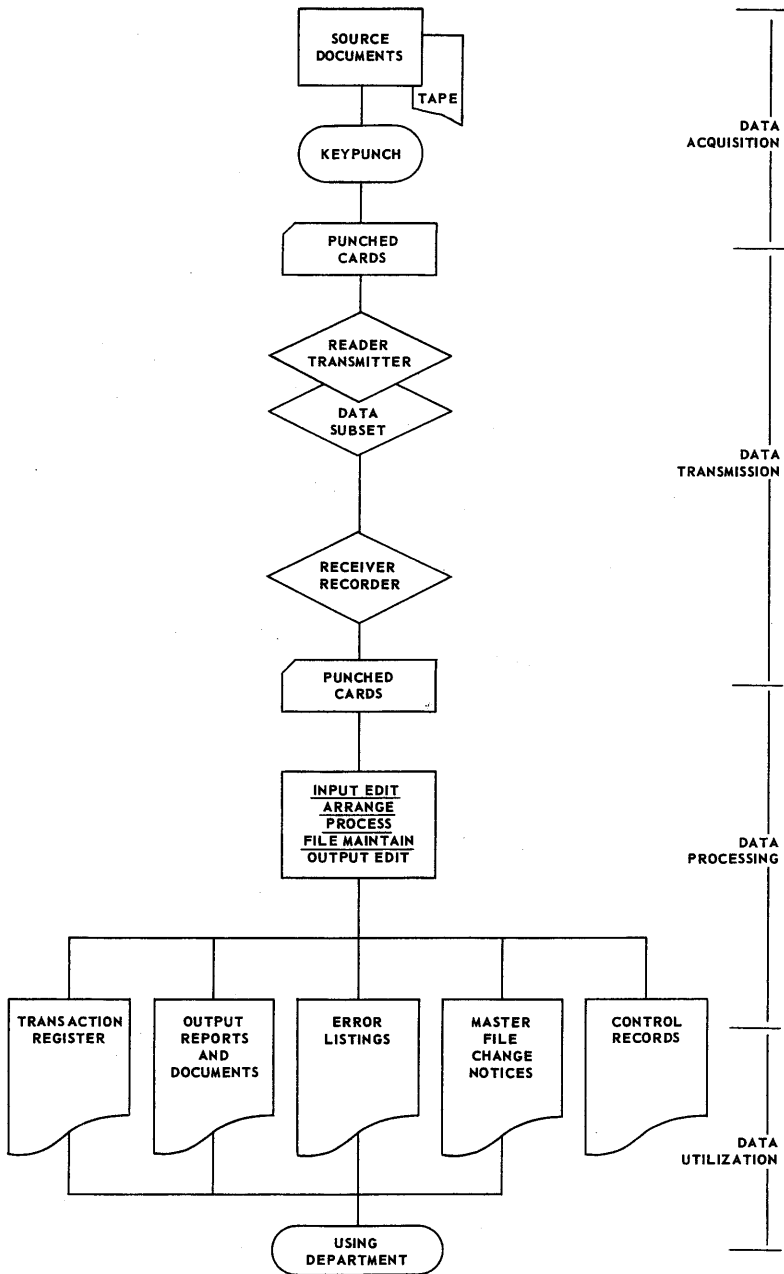 SOURCE
DOCUMENTS
TAPE
KEYPUNCH
PUNCHED
CARDS
READER
TRANSMITTER
DATA
SUBSET
RECEIVER
RECORDER
PUNCHED
CARDS
INPUT EDIT
ARRANGE
PROCESS
FILE MAINTAIN
OUTPUT EDIT
TRANSACTION
REGISTER
OUTPUT
REPORTS
AND
DOCUMENTS
ERROR
LISTINGS
MASTER
FILE
CHANGE
NOTICES
CONTROL
RECORDS
USING
DEPARTMENT
DATA
ACQUISITION
DATA
TRANSMISSION
DATA
PROCESSING
DATA
UTILIZATION